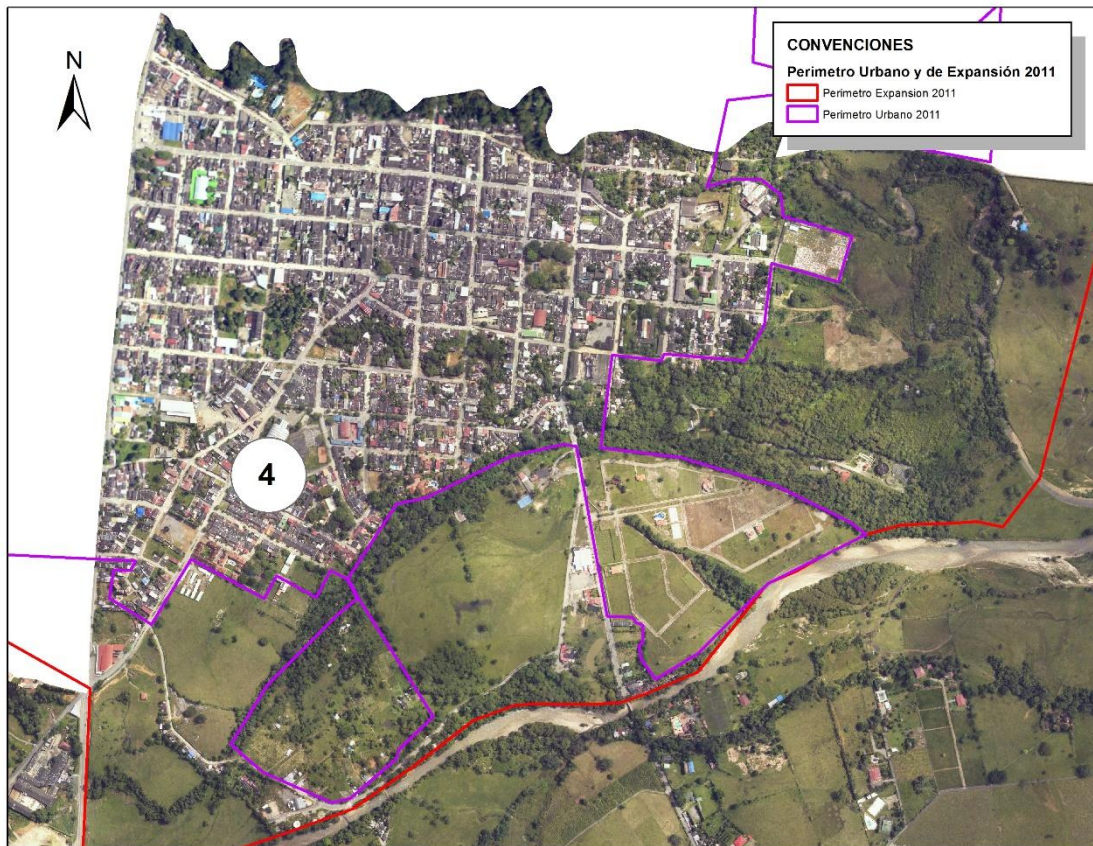 N
CONVENCIONES
Perimetro Urbano y de Expansión 2011
Perimetro Expansion 2011
Perimetro Urbano 2011
4